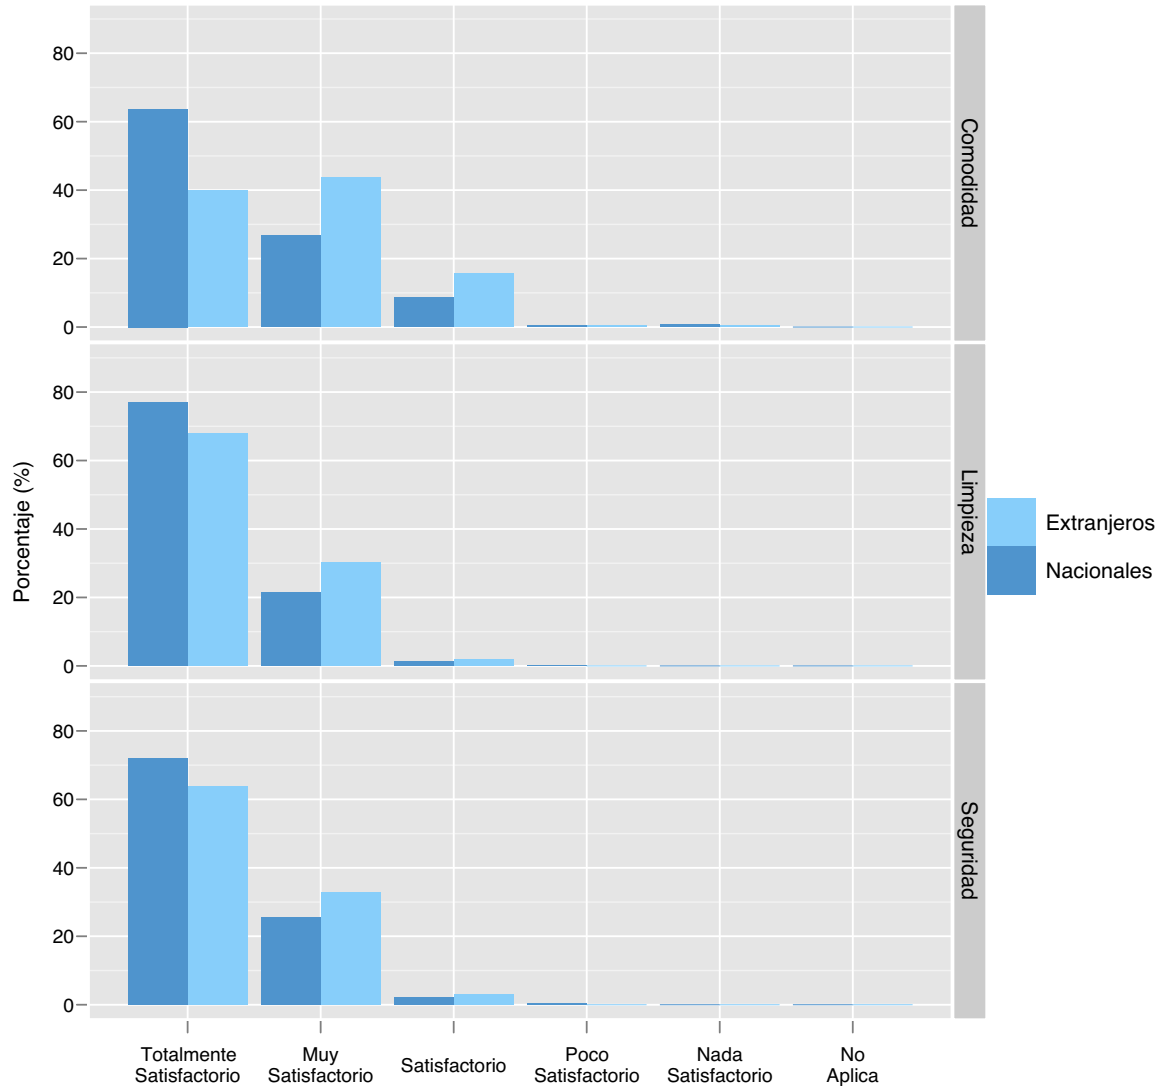 Porcentaje (%)
80
60
40
20
0
Comodidad
80
60
40
20
0
Limpieza
80
60
40
20
0
Seguridad
Totalmente
Satisfactorio
Muy
Satisfactorio
Satisfactorio
Poco
Satisfactorio
Nada
Satisfactorio
No
Aplica
Extranjeros
Nacionales